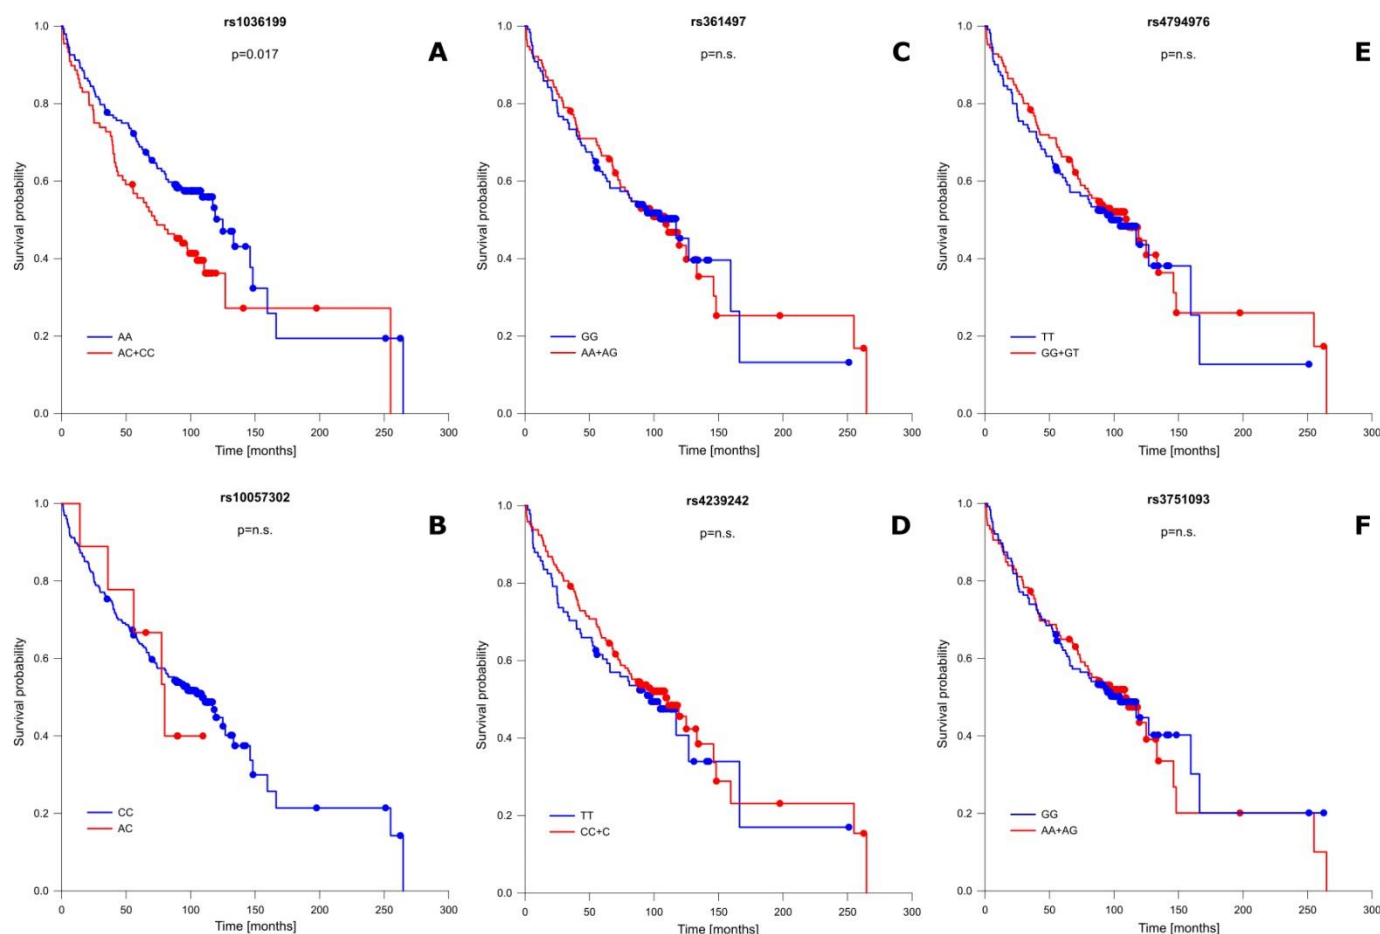 rs1036199
p=0.017
A
1.0
0.8
0.6
0.4
0.2
0.0
Survival probability
AA
AC+CC
0 50 100 150 200 250 300
Time [months]
rs361497
p=n.s.
C
1.0
0.8
0.6
0.4
0.2
0.0
Survival probability
GG
AA+AG
0 50 100 150 200 250 300
Time [months]
rs4794976
p=n.s.
E
1.0
0.8
0.6
0.4
0.2
0.0
Survival probability
TT
GG+GT
0 50 100 150 200 250 300
Time [months]
rs10057302
p=n.s.
B
1.0
0.8
0.6
0.4
0.2
0.0
Survival probability
CC
AC
0 50 100 150 200 250 300
Time [months]
rs4239242
p=n.s.
D
1.0
0.8
0.6
0.4
0.2
0.0
Survival probability
TT
CC+C
0 50 100 150 200 250 300
Time [months]
rs3751093
p=n.s.
F
1.0
0.8
0.6
0.4
0.2
0.0
Survival probability
GG
AA+AG
0 50 100 150 200 250 300
Time [months]